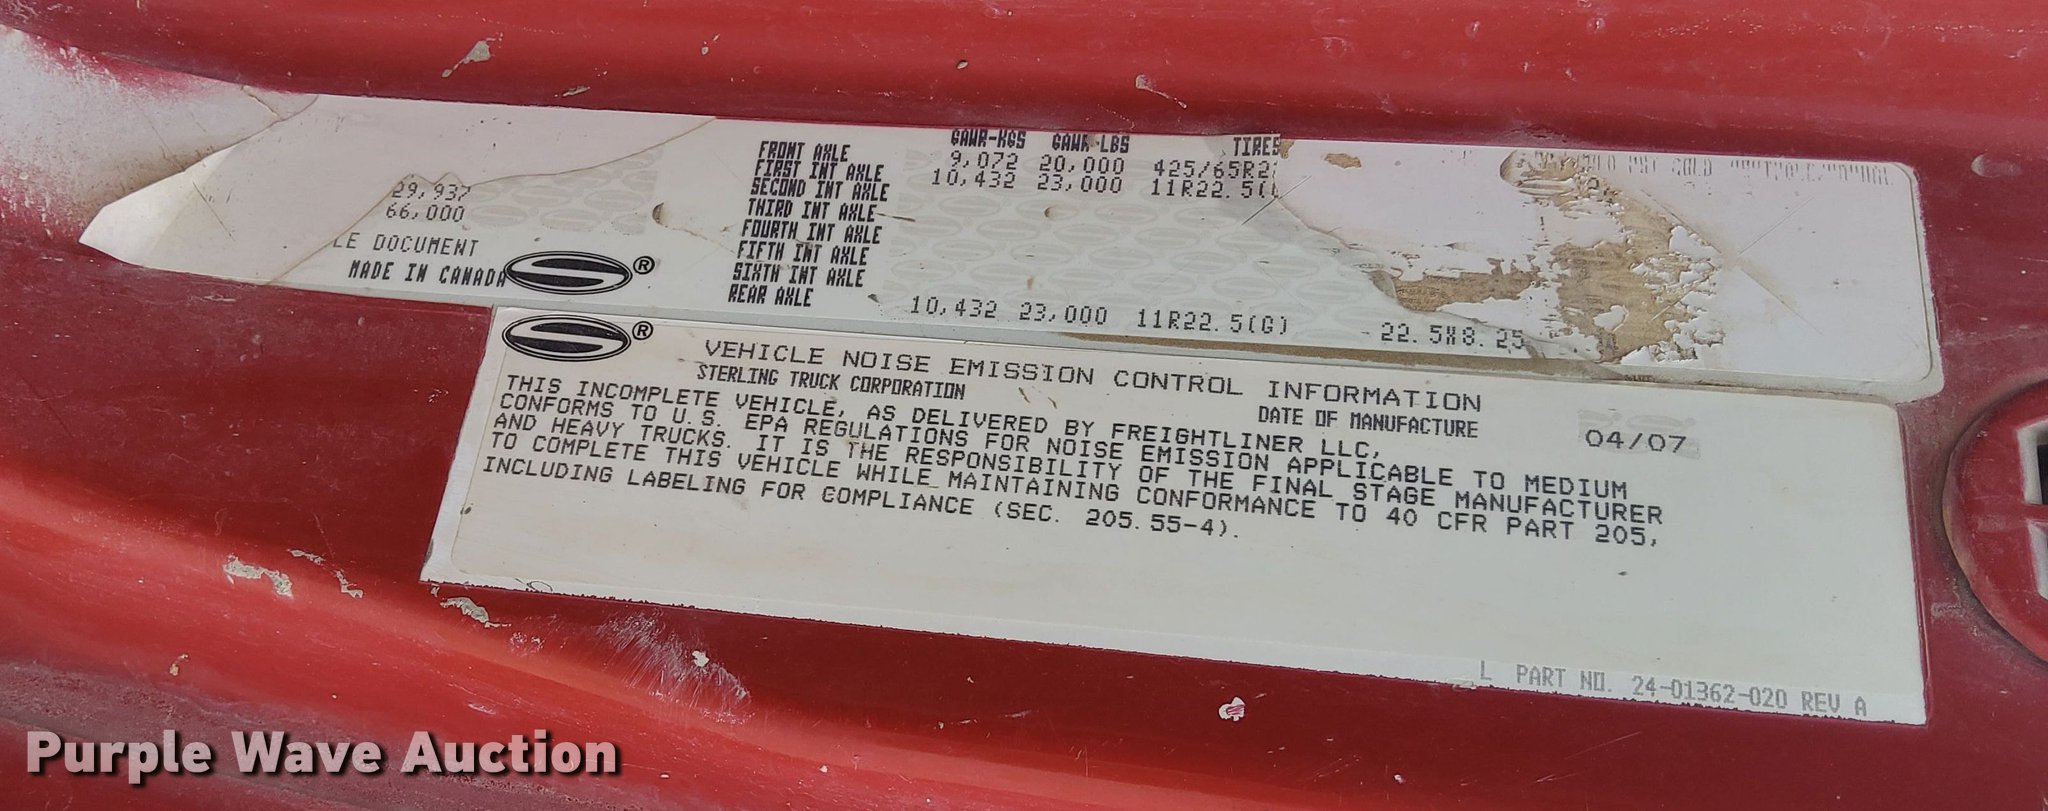 29,937
66,000
LE DOCUMENT
MADE IN CANADA ®
GAWR-KGS GAWR-LBS TIRES
FRONT AXLE 9,072 20,000 425/65R2
FIRST INT AXLE 10,432 23,000 11R22.5(
SECOND INT AXLE
THIRD INT AXLE
FOURTH INT AXLE
FIFTH INT AXLE
SIXTH INT AXLE
REAR AXLE 10,432 23,000 11R22.5(G) 22.5X8.25
® VEHICLE NOISE EMISSION CONTROL INFORMATION
STERLING TRUCK CORPORATION DATE OF MANUFACTURE 04/07
THIS INCOMPLETE VEHICLE, AS DELIVERED BY FREIGHTLINER LLC,
CONFORMS TO U.S. EPA REGULATIONS FOR NOISE EMISSION APPLICABLE TO MEDIUM
AND HEAVY TRUCKS. IT IS THE RESPONSIBILITY OF THE FINAL STAGE MANUFACTURER
TO COMPLETE THIS VEHICLE WHILE MAINTAINING CONFORMANCE TO 40 CFR PART 205,
INCLUDING LABELING FOR COMPLIANCE (SEC. 205.55-4).
L PART NO. 24-01362-020 REV A
Purple Wave Auction